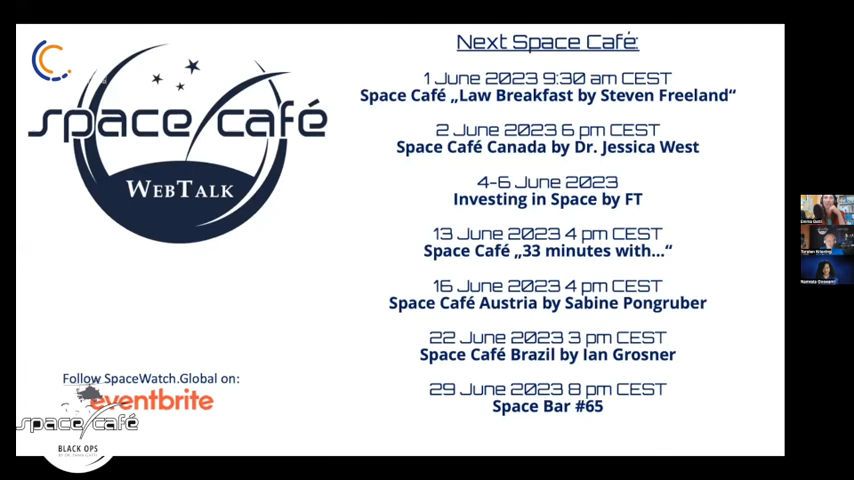 Next Space Café:
1 June 2023 9:30 am CEST
Space Café „Law Breakfast by Steven Freeland“
2 June 2023 6 pm CEST
Space Café Canada by Dr. Jessica West
4-6 June 2023
Investing in Space by FT
13 June 2023 4 pm CEST
Space Café „33 minutes with...“
16 June 2023 4 pm CEST
Space Café Austria by Sabine Pongruber
22 June 2023 3 pm CEST
Space Café Brazil by Ian Grosner
29 June 2023 8 pm CEST
Space Bar #65
space café
WEBTALK
Follow SpaceWatch.Global on:
eventbrite
space café
BLACK OPS